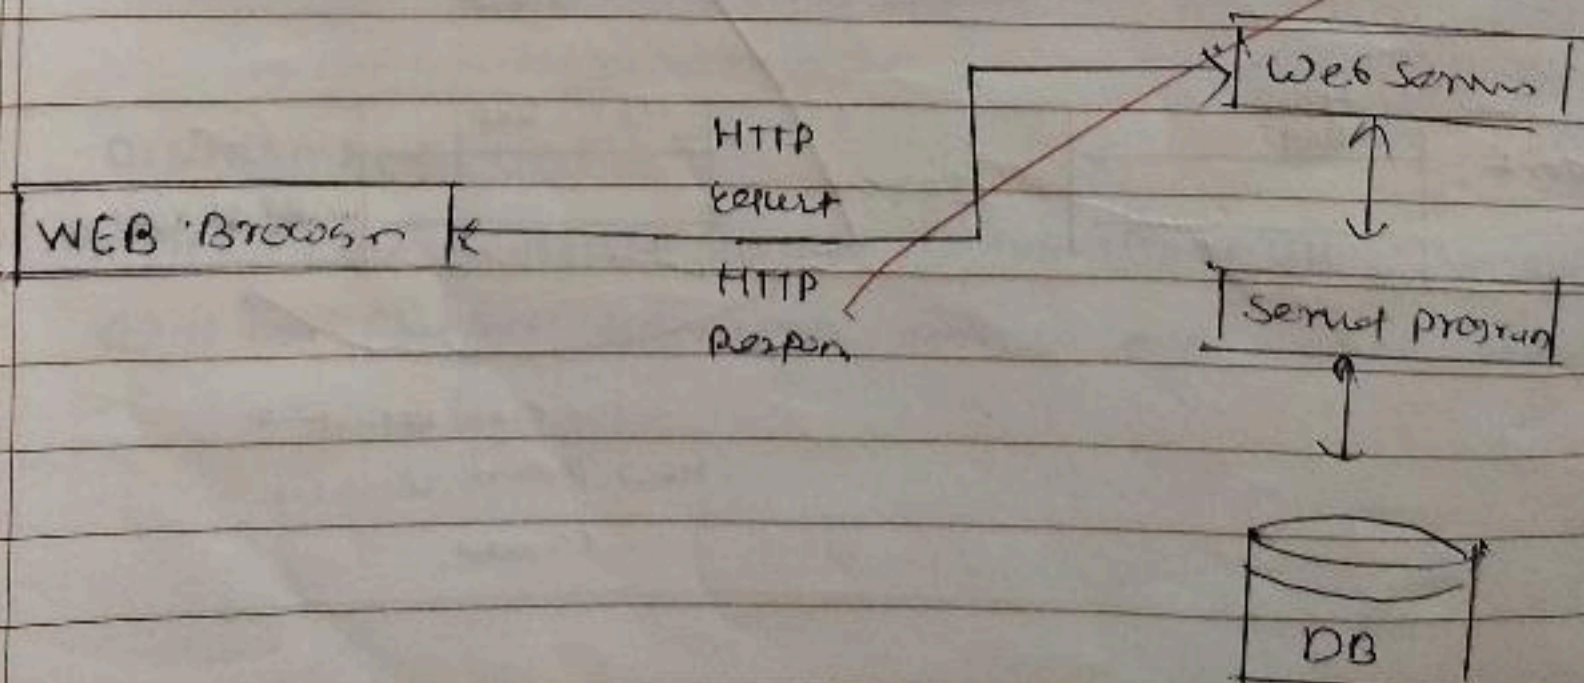 Web Server
HTTP
request
WEB Browser
HTTP
Respon
Servlet program
DB